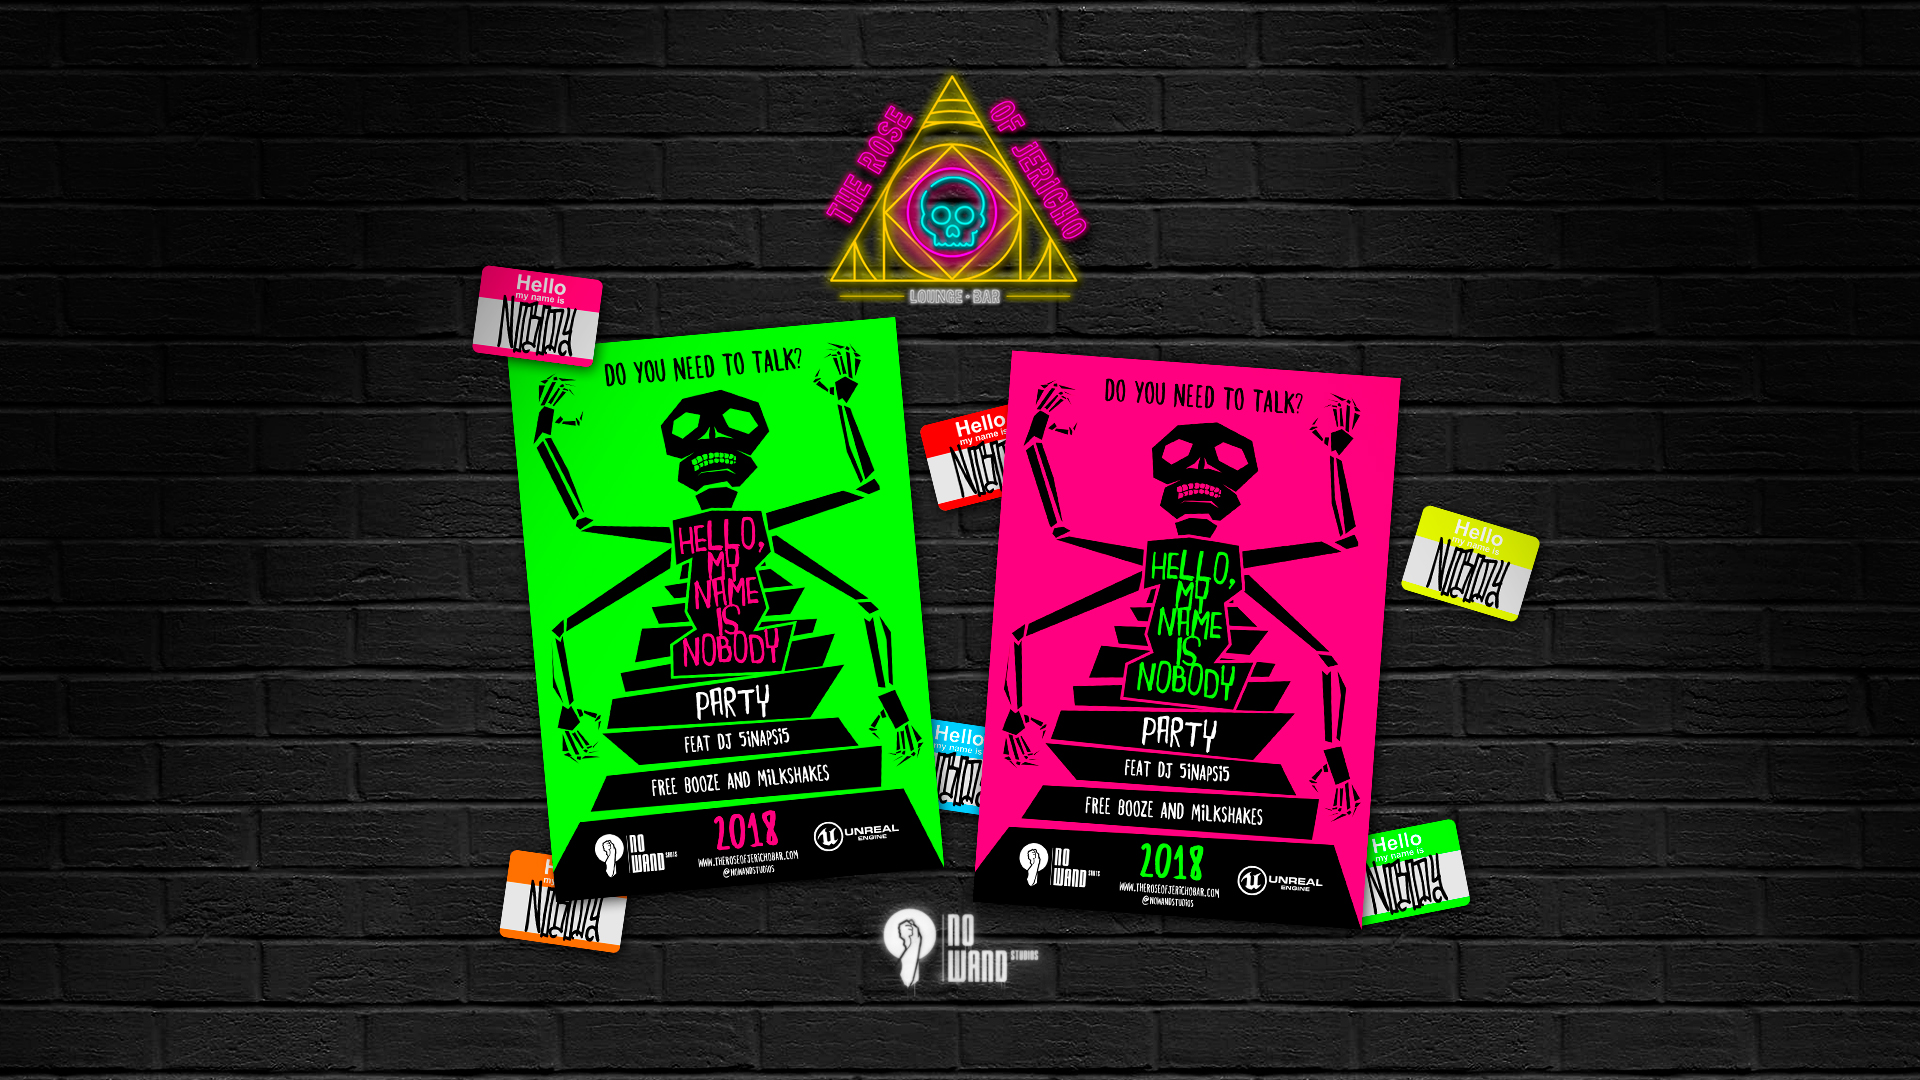 THE ROSE OF JERICHO
LOUNGE • BAR
Hello
my name is
NOBODY
DO YOU NEED TO TALK?
HELLO,
MY
NAME
IS
NOBODY
PARTY
FEAT DJ 5iNAPSi5
FREE BOOZE AND MiLKSHAKES
NO
WAND STUDIOS
2018
WWW.THEROSEOFJERICHOBAR.COM
@NOWANDSTUDIOS
UNREAL
ENGINE
Hello
my name is
DO YOU NEED TO TALK?
HELLO,
MY
NAME
IS
NOBODY
PARTY
FEAT DJ 5iNAPSi5
FREE BOOZE AND MiLKSHAKES
NO
WAND STUDIOS
2018
WWW.THEROSEOFJERICHOBAR.COM
@NOWANDSTUDIOS
UNREAL
ENGINE
Hello
my name is
NOBODY
Hello
my name is
Hello
my name is
NOBODY
NOBODY
NO
WAND STUDIOS